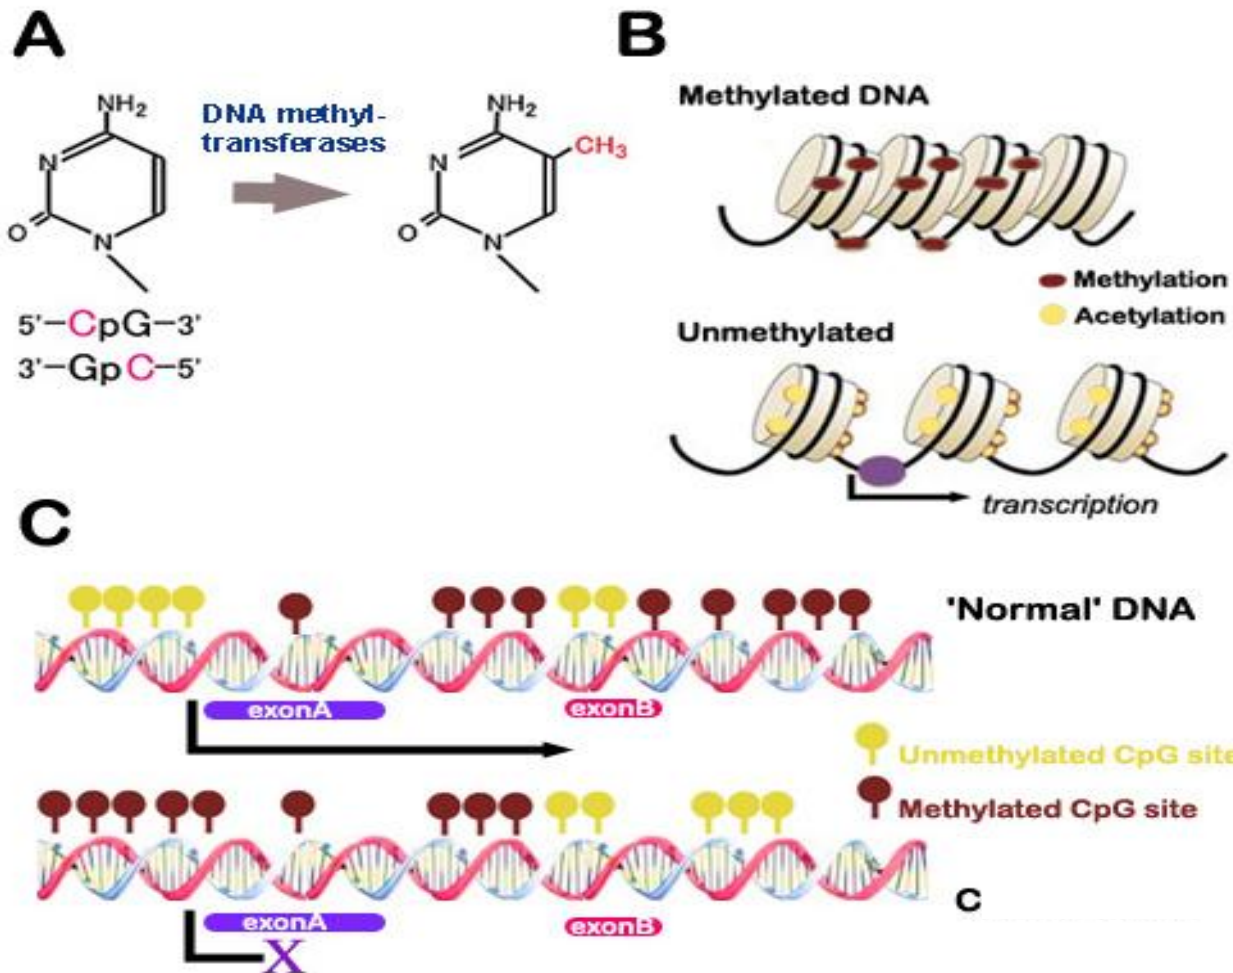 A
NH2
N
O
N
DNA methyl-
transferases
NH2
CH3
N
O
N
5'–CpG–3'
3'–GpC–5'
B
Methylated DNA
Methylation
Acetylation
Unmethylated
transcription
C
'Normal' DNA
exonA
exonB
Unmethylated CpG site
Methylated CpG site
exonA
exonB
X
C